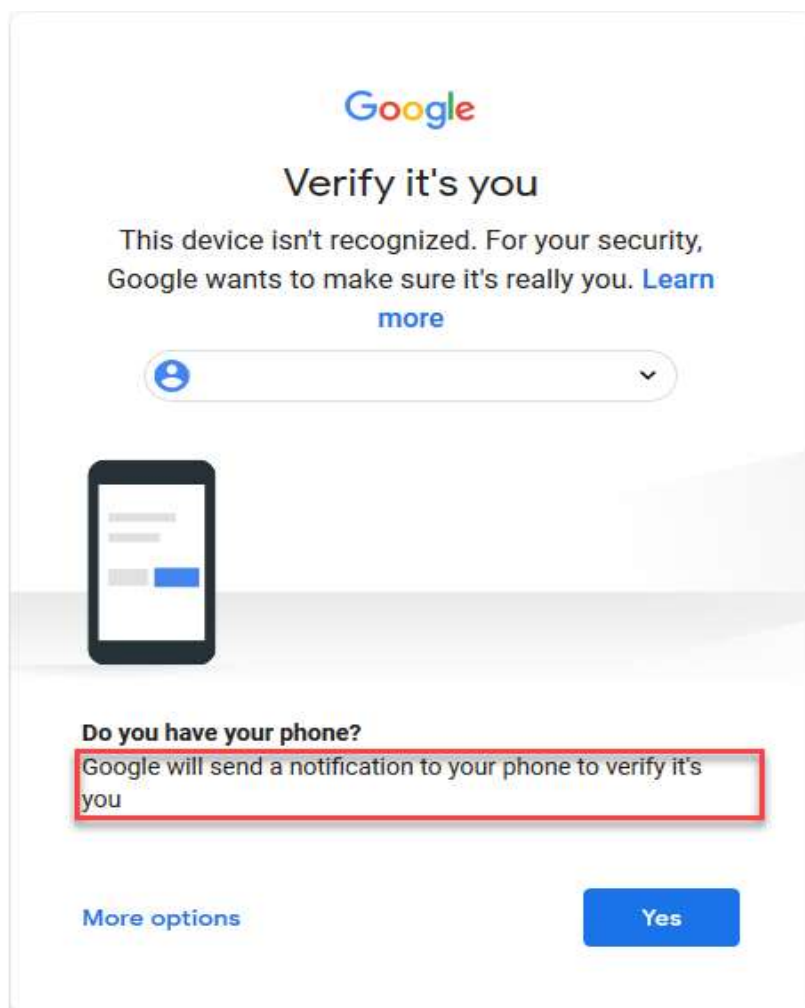 Google
Verify it's you
This device isn't recognized. For your security,
Google wants to make sure it's really you. Learn
more
Do you have your phone?
Google will send a notification to your phone to verify it's
you
More options
Yes